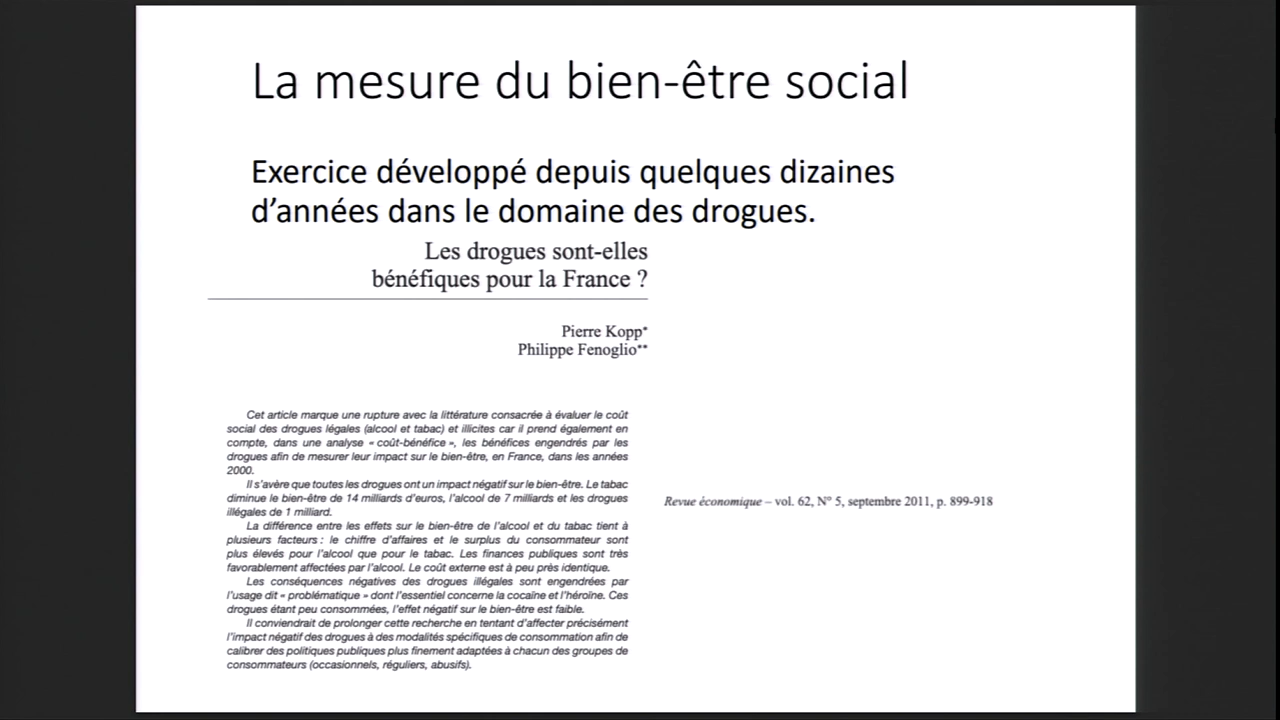 La mesure du bien-être social
Exercice développé depuis quelques dizaines
d’années dans le domaine des drogues.
Les drogues sont-elles
bénéfiques pour la France ?
Pierre Kopp*
Philippe Fenoglio**
Cet article marque une rupture avec la littérature consacrée à évaluer le coût
social des drogues légales (alcool et tabac) et illicites car il prend également en
compte, dans une analyse « coût-bénéfice », les bénéfices engendrés par les
drogues afin de mesurer leur impact sur le bien-être, en France, dans les années
2000.
Il s’avère que toutes les drogues ont un impact négatif sur le bien-être. Le tabac
diminue le bien-être de 14 milliards d’euros, l’alcool de 7 milliards et les drogues
illégales de 1 milliard.
La différence entre les effets sur le bien-être de l’alcool et du tabac tient à
plusieurs facteurs : le chiffre d’affaires et le surplus du consommateur sont
plus élevés pour l’alcool que pour le tabac. Les finances publiques sont très
favorablement affectées par l’alcool. Le coût externe est à peu près identique.
Les conséquences négatives des drogues illégales sont engendrées par
l’usage dit « problématique » dont l’essentiel concerne la cocaïne et l’héroïne. Ces
drogues étant peu consommées, l’effet négatif sur le bien-être est faible.
Il conviendrait de prolonger cette recherche en tentant d’affecter précisément
l’impact négatif des drogues à des modalités spécifiques de consommation afin de
calibrer des politiques publiques plus finement adaptées à chacun des groupes de
consommateurs (occasionnels, réguliers, abusifs).
Revue économique – vol. 62, N° 5, septembre 2011, p. 899-918